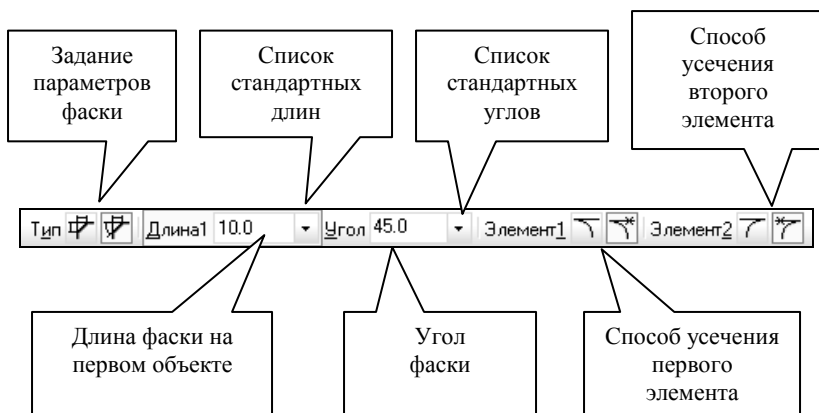 Задание
параметров
фаски
Список
стандартных
длин
Список
стандартных
углов
Способ
усечения
второго
элемента
Тип Длина1 10.0 Угол 45.0 Элемент1 Элемент2
Длина фаски на
первом объекте
Угол
фаски
Способ усечения
первого
элемента